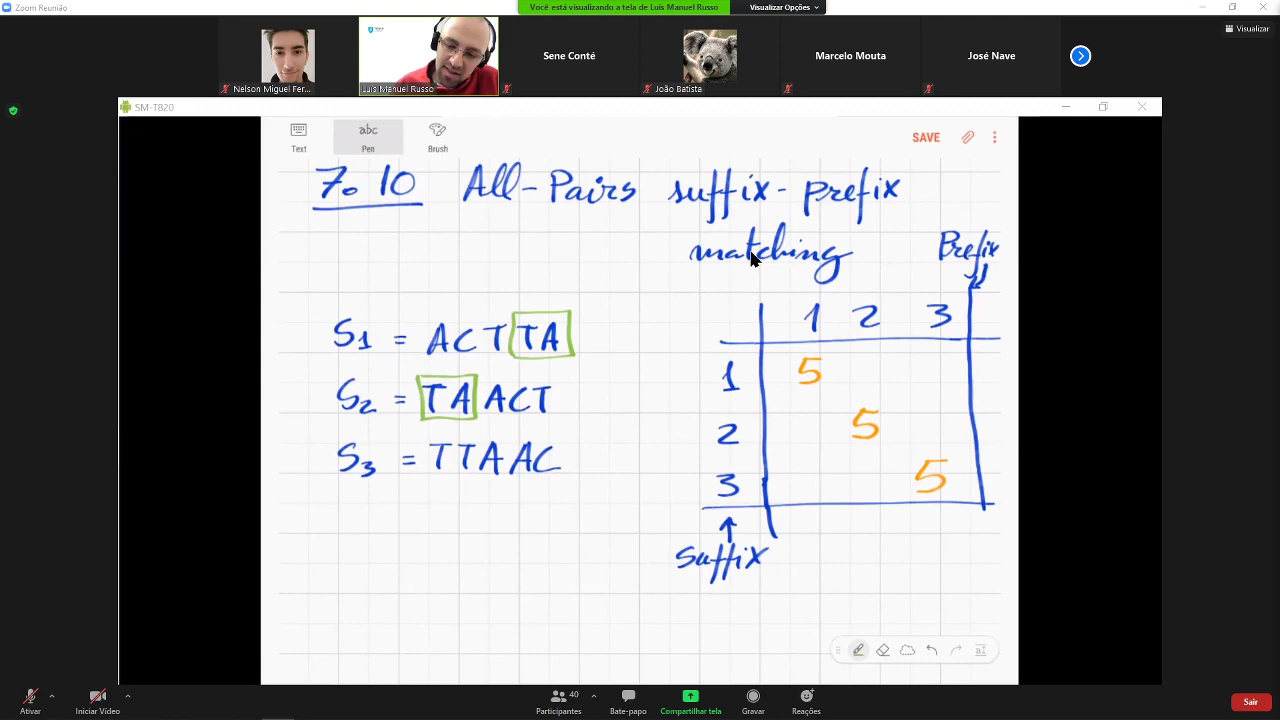 Zoom Reunião
Você está visualizando a tela de Luís Manuel Russo
Visualizar Opções
Visualizar
Nelson Miguel Fer...
Luís Manuel Russo
Sene Conté
João Batista
Marcelo Mouta
José Nave
SM-T820
Text
abc
Pen
Brush
SAVE
7.10 All-Pairs suffix-prefix
matching
Prefix
1 2 3
S1 = ACTTA
1 5
S2 = TAACT
2 5
S3 = TTAAC
3 5
Suffix
Ativar
Iniciar Vídeo
40
Participantes
Bate-papo
Compartilhar tela
Gravar
Reações
Sair